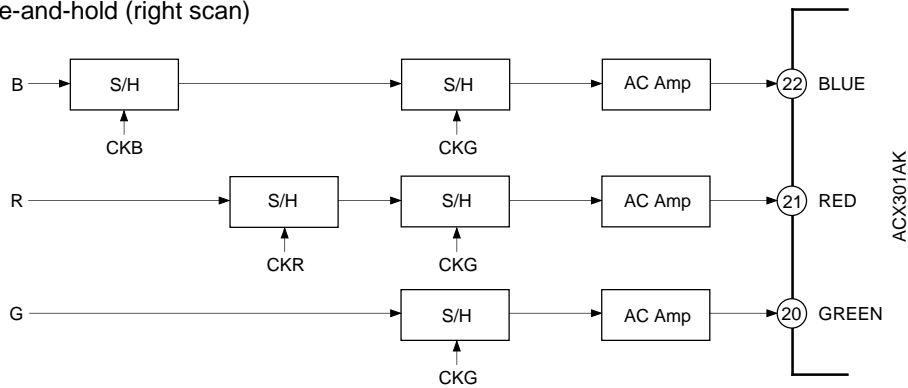 e-and-hold (right scan)
B S/H S/H AC Amp 22 BLUE
CKB CKG
R S/H S/H AC Amp 21 RED
CKR CKG
G S/H AC Amp 20 GREEN
CKG
ACX301AK